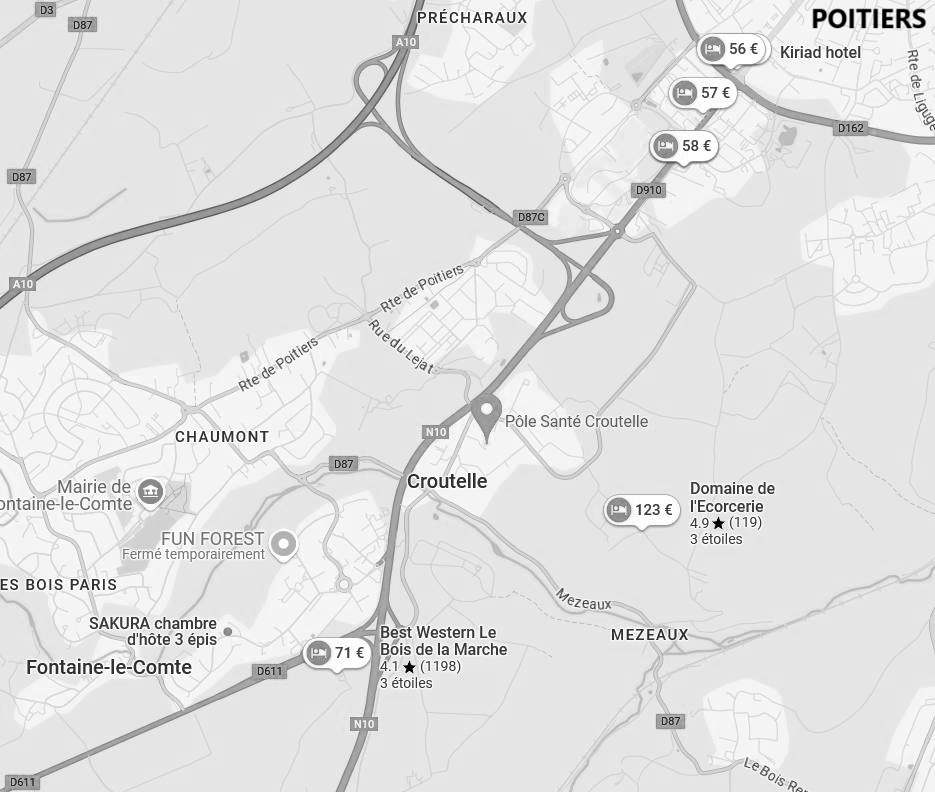 D3
D87
PRÉCHARAUX
POITIERS
A10
56 €
Kiriad hotel
57 €
Rte de Ligugé
D162
58 €
D87
D910
D87C
A10
Rte de Poitiers
Rue du Lejat
Rte de Poitiers
Pôle Santé Croutelle
N10
CHAUMONT
D87
Croutelle
Mairie de
ontaine-le-Comte
Domaine de
l'Ecorcerie
4.9 ★ (119)
3 étoiles
123 €
FUN FOREST
Fermé temporairement
ES BOIS PARIS
Mezeaux
SAKURA chambre
d'hôte 3 épis
Best Western Le
Bois de la Marche
4.1 ★ (1198)
3 étoiles
MEZEAUX
71 €
Fontaine-le-Comte
D611
N10
D87
Le Bois Ren
D611